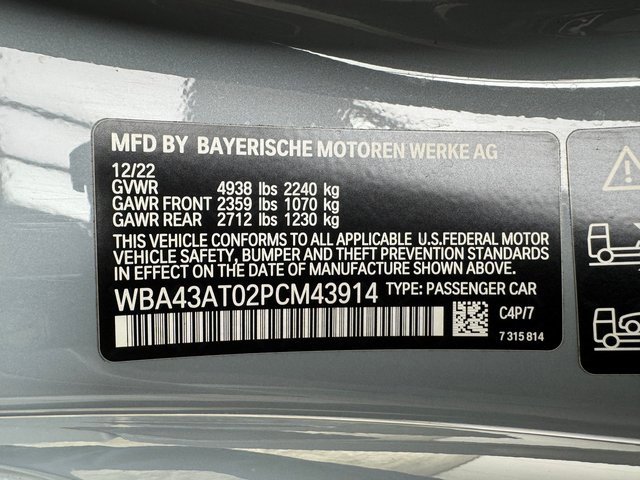 MFD BY BAYERISCHE MOTOREN WERKE AG
12/22
GVWR 4938 lbs 2240 kg
GAWR FRONT 2359 lbs 1070 kg
GAWR REAR 2712 lbs 1230 kg
THIS VEHICLE CONFORMS TO ALL APPLICABLE U.S.FEDERAL MOTOR
VEHICLE SAFETY, BUMPER AND THEFT PREVENTION STANDARDS
IN EFFECT ON THE DATE OF MANUFACTURE SHOWN ABOVE.
WBA43AT02PCM43914 TYPE: PASSENGER CAR
C4P/7
7 315 814